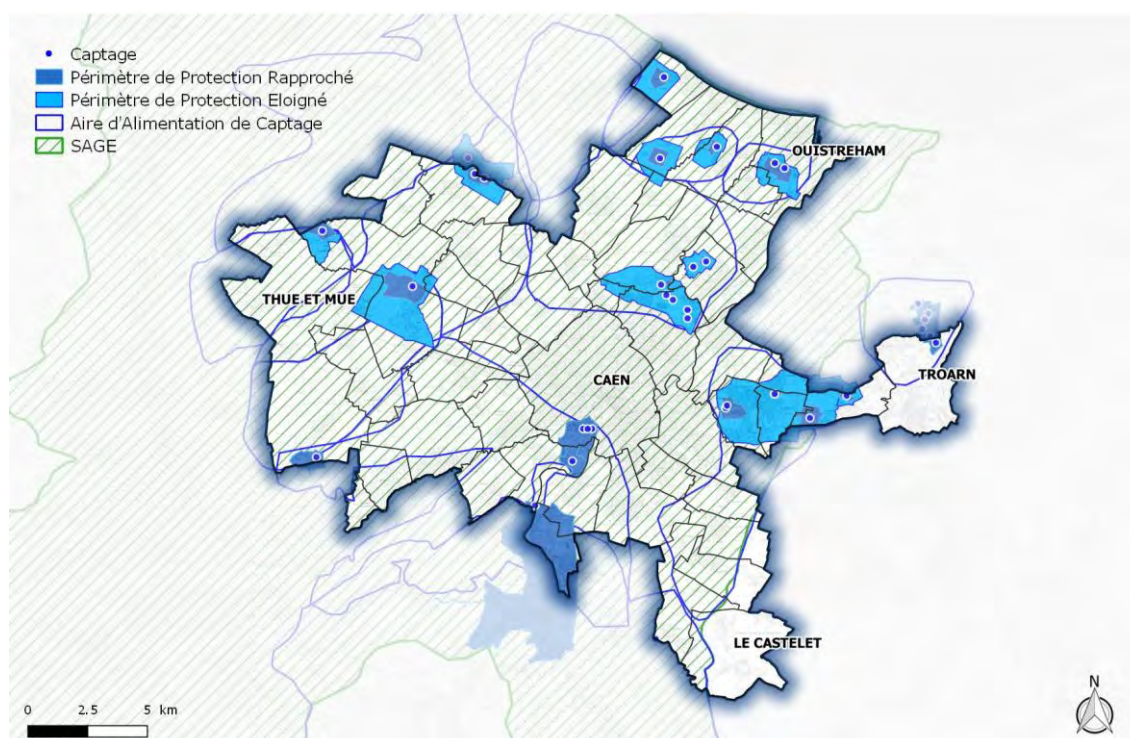 Captage
Périmètre de Protection Rapproché
Périmètre de Protection Eloigné
Aire d'Alimentation de Captage
SAGE
OUISTREHAM
THUE ET MUE
TROARN
CAEN
LE CASTELET
N
0 2.5 5 km